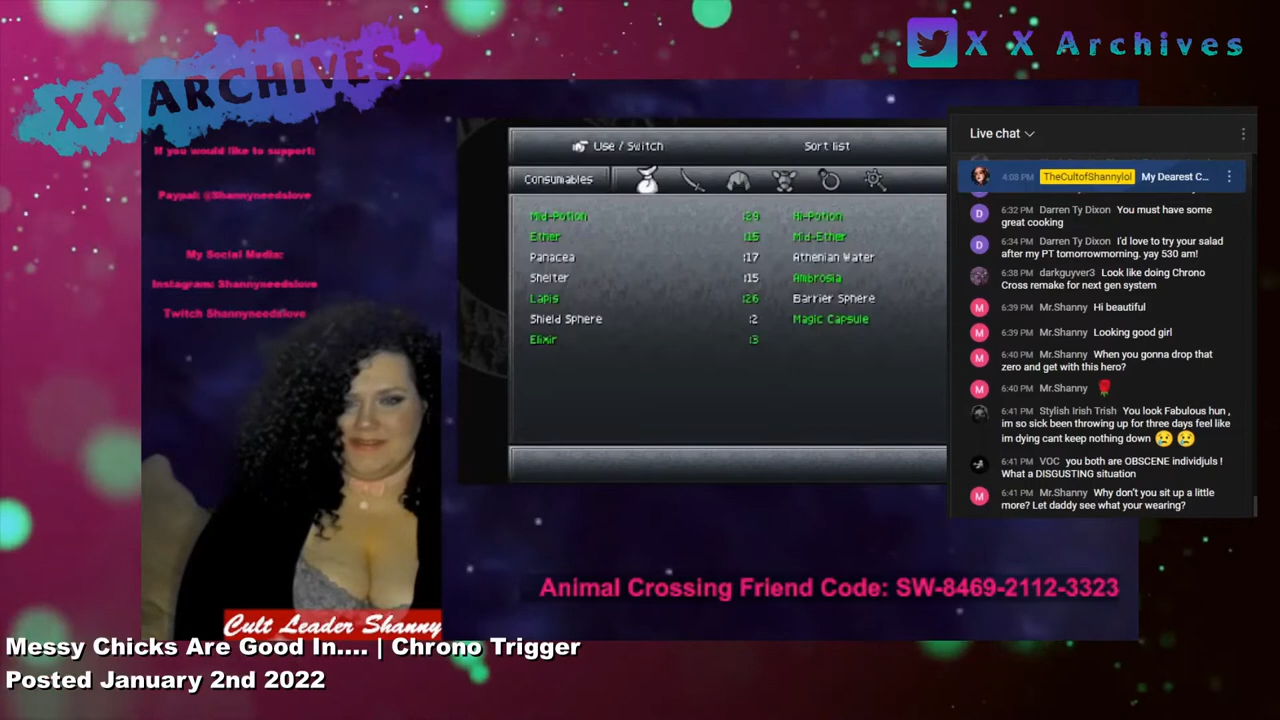 XX ARCHIVES
X X Archives
If you would like to support:
Paypal: @Shannyneedslove
My Social Media:
Instagram: Shannyneedslove
Twitch Shannyneedslove
Use / Switch Sort list
Consumables
Mid-Potion :29 Hi-Potion
Ether :15 Mid-Ether
Panacea :17 Athenian Water
Shelter :15 Ambrosia
Lapis :26 Barrier Sphere
Shield Sphere :2 Magic Capsule
Elixir :3
Live chat
4:08 PM TheCultofShannylol My Dearest C...
D 6:32 PM Darren Ty Dixon You must have some
great cooking
D 6:34 PM Darren Ty Dixon I'd love to try your salad
after my PT tomorrowmorning. yay 530 am!
6:38 PM darkguyver3 Look like doing Chrono
Cross remake for next gen system
M 6:39 PM Mr.Shanny Hi beautiful
M 6:39 PM Mr.Shanny Looking good girl
M 6:40 PM Mr.Shanny When you gonna drop that
zero and get with this hero?
M 6:40 PM Mr.Shanny 🌹
6:41 PM Stylish Irish Trish You look Fabulous hun ,
im so sick been throwing up for three days feel like
im dying cant keep nothing down 😢 😢
6:41 PM VOC you both are OBSCENE individjuls !
What a DISGUSTING situation
M 6:41 PM Mr.Shanny Why don't you sit up a little
more? Let daddy see what your wearing?
Animal Crossing Friend Code: SW-8469-2112-3323
Cult Leader Shanny
Messy Chicks Are Good In.... | Chrono Trigger
Posted January 2nd 2022